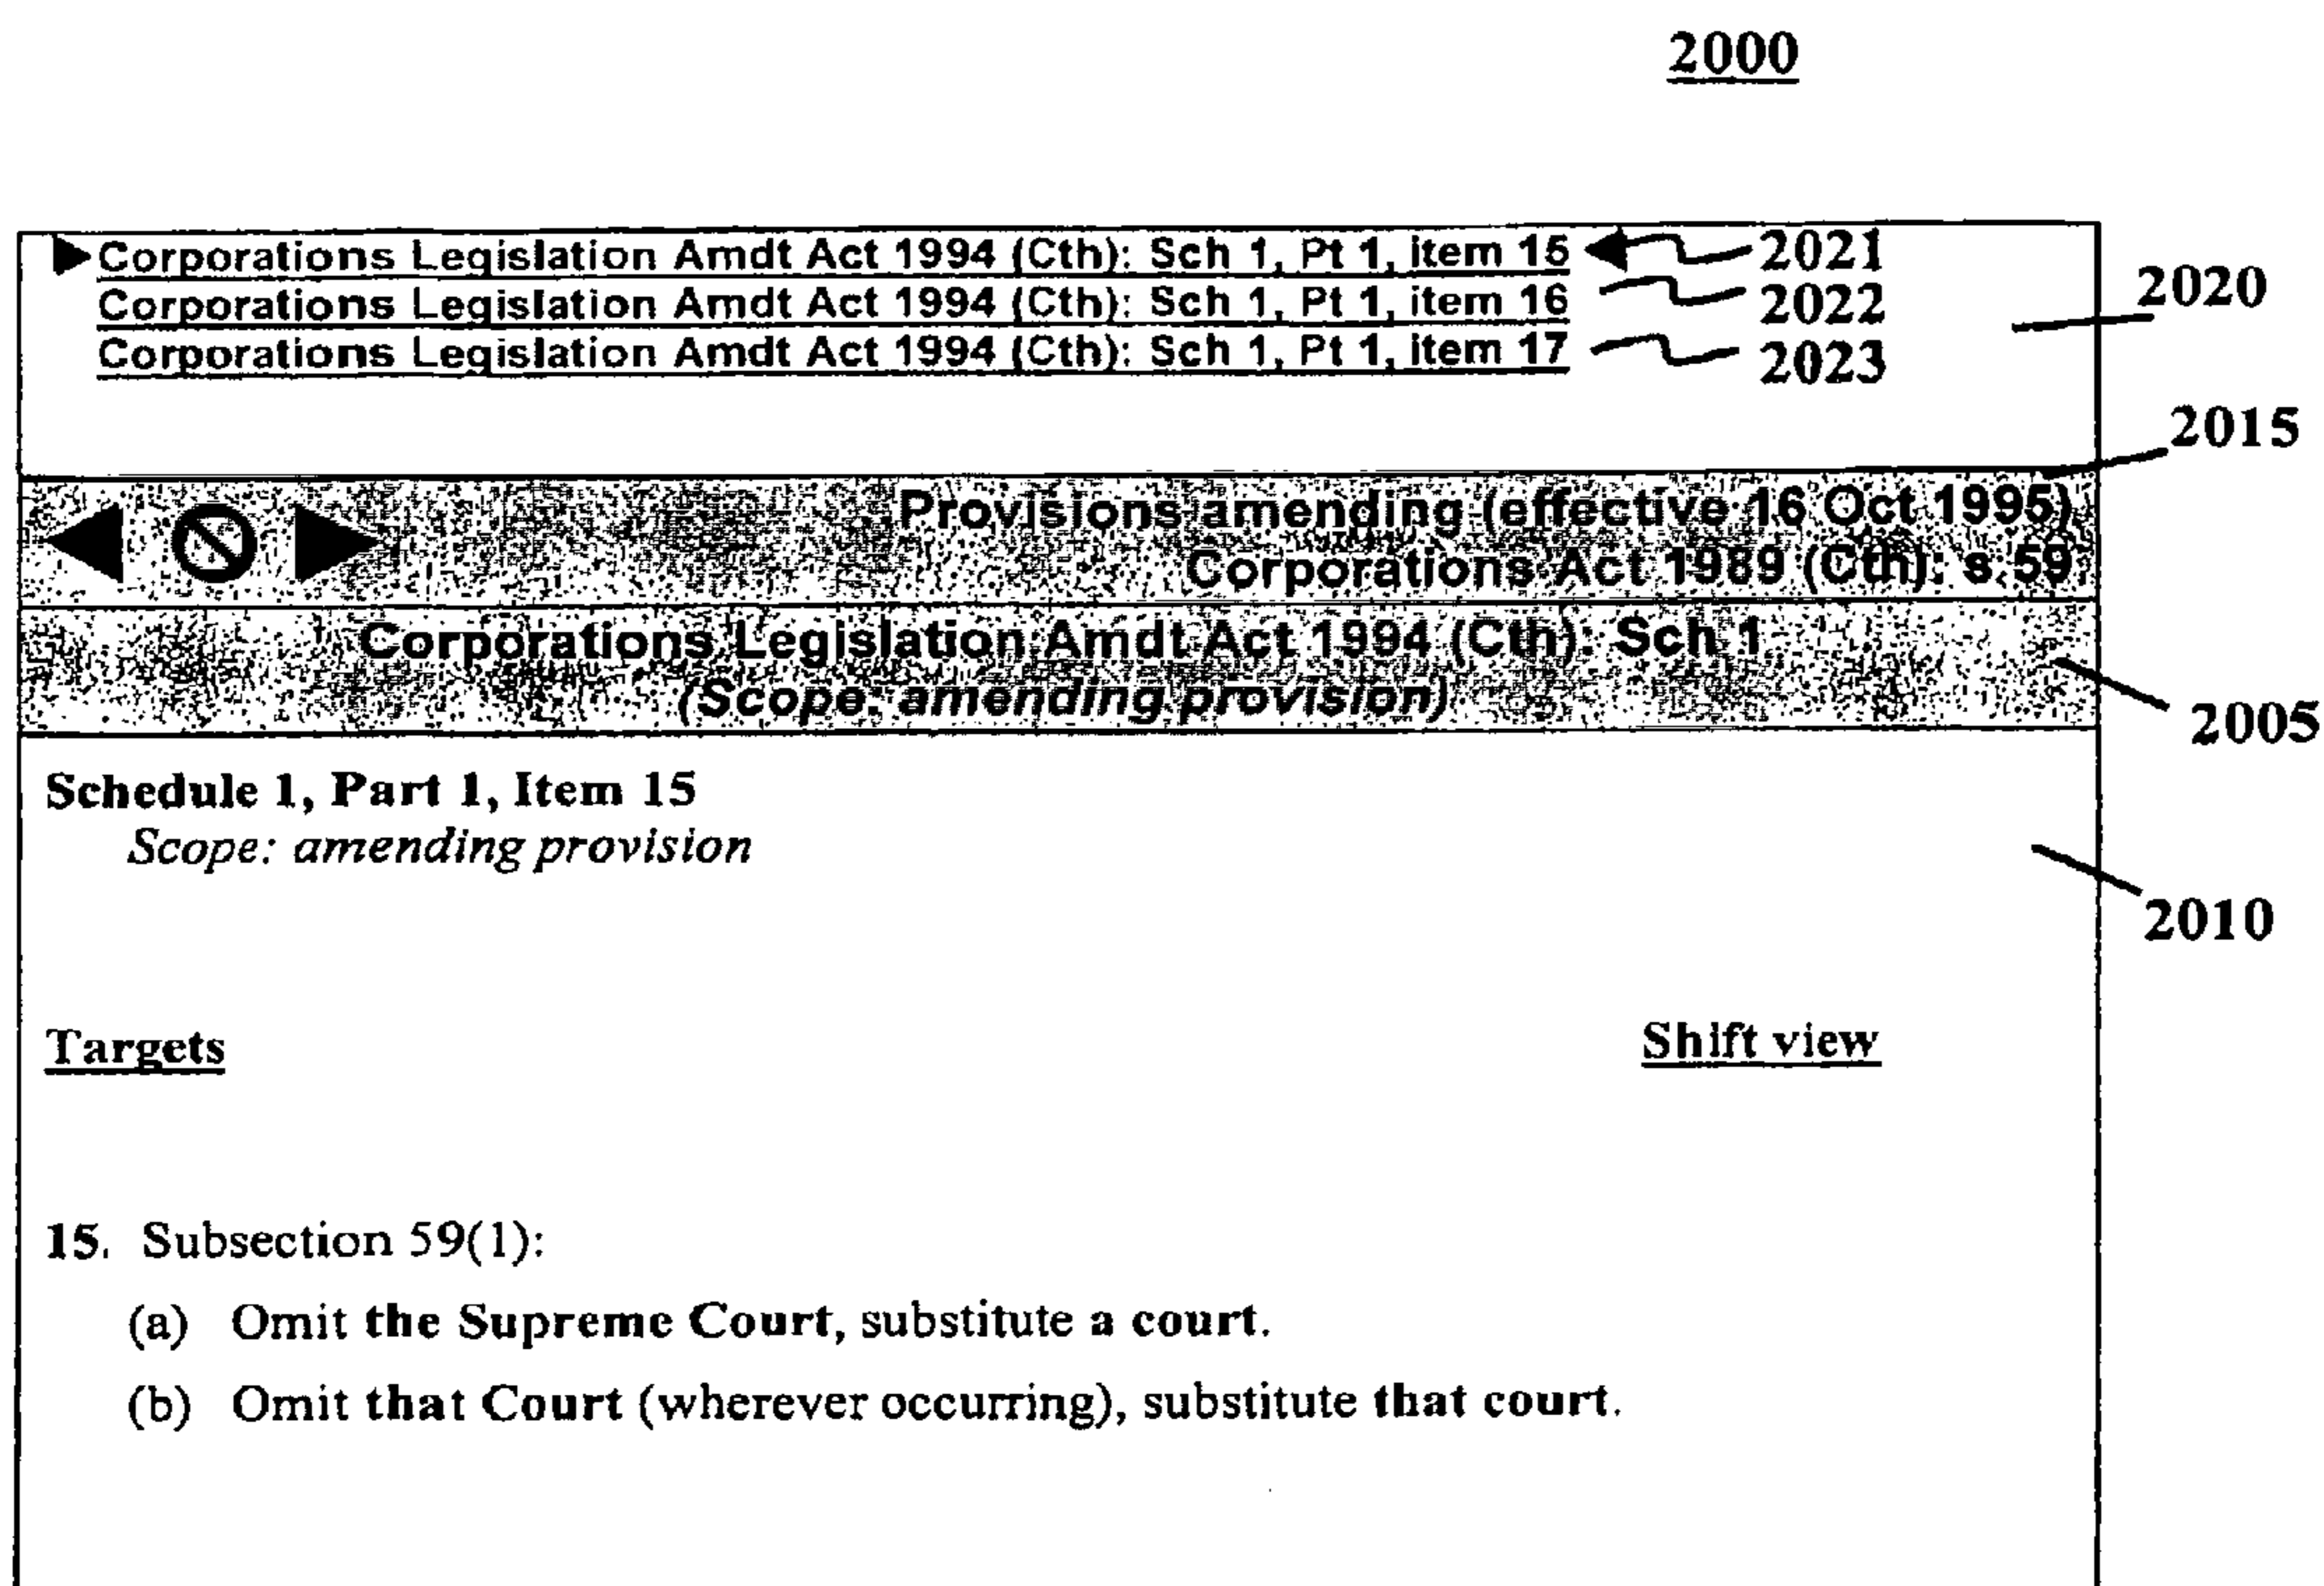 2000
Corporations Legislation Amdt Act 1994 (Cth): Sch 1, Pt 1, item 15 2021
Corporations Legislation Amdt Act 1994 (Cth): Sch 1, Pt 1, item 16 2022
Corporations Legislation Amdt Act 1994 (Cth): Sch 1, Pt 1, item 17 2023
2020
2015
Provisions amending (effective 16 Oct 1995)
Corporations Act 1989 (Cth): s 59
Corporations Legislation Amdt Act 1994 (Cth): Sch 1
(Scope: amending provision)
2005
Schedule 1, Part 1, Item 15
Scope: amending provision
2010
Targets Shift view
15. Subsection 59(1):
(a) Omit the Supreme Court, substitute a court.
(b) Omit that Court (wherever occurring), substitute that court.